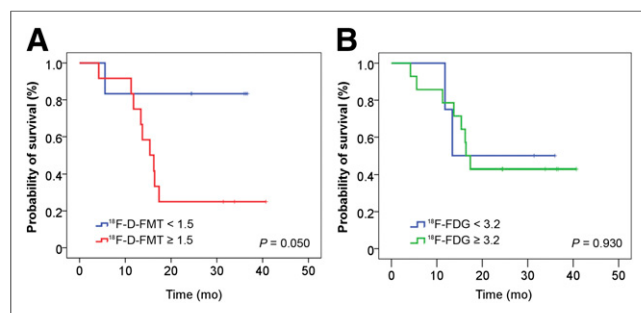 A
B
Probability of survival (%)
1.0
0.8
0.6
0.4
0.2
0
¹⁸F-D-FMT < 1.5
¹⁸F-D-FMT ≥ 1.5
P = 0.050
0 10 20 30 40 50
Time (mo)
Probability of survival (%)
1.0
0.8
0.6
0.4
0.2
0
¹⁸F-FDG < 3.2
¹⁸F-FDG ≥ 3.2
P = 0.930
0 10 20 30 40 50
Time (mo)